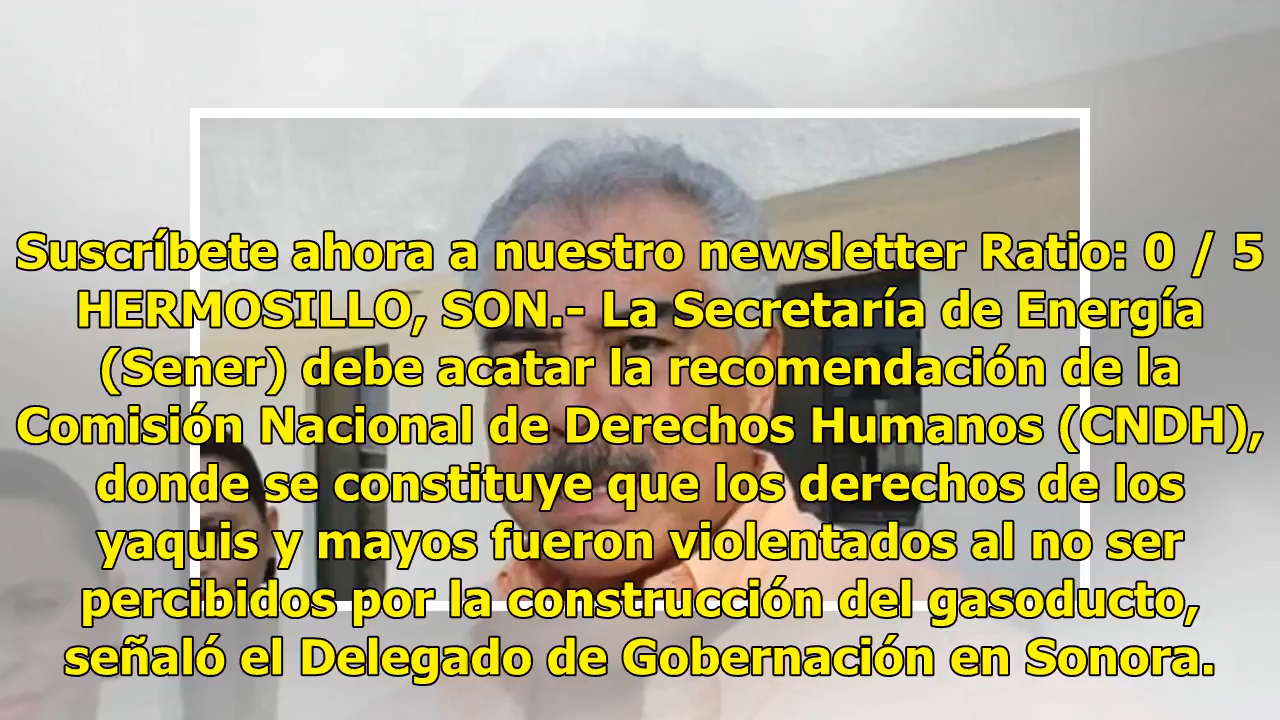 Suscríbete ahora a nuestro newsletter Ratio: 0 / 5
HERMOSILLO, SON.- La Secretaría de Energía
(Sener) debe acatar la recomendación de la
Comisión Nacional de Derechos Humanos (CNDH),
donde se constituye que los derechos de los
yaquis y mayos fueron violentados al no ser
percibidos por la construcción del gasoducto,
señaló el Delegado de Gobernación en Sonora.